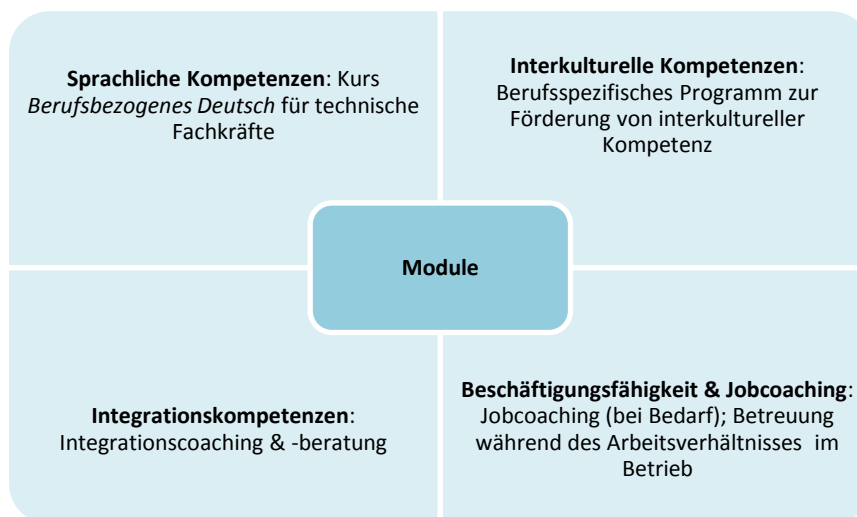 Sprachliche Kompetenzen: Kurs
Berufsbezogenes Deutsch für technische
Fachkräfte
Interkulturelle Kompetenzen:
Berufsspezifisches Programm zur
Förderung von interkultureller
Kompetenz
Module
Integrationskompetenzen:
Integrationscoaching & -beratung
Beschäftigungsfähigkeit & Jobcoaching:
Jobcoaching (bei Bedarf); Betreuung
während des Arbeitsverhältnisses im
Betrieb